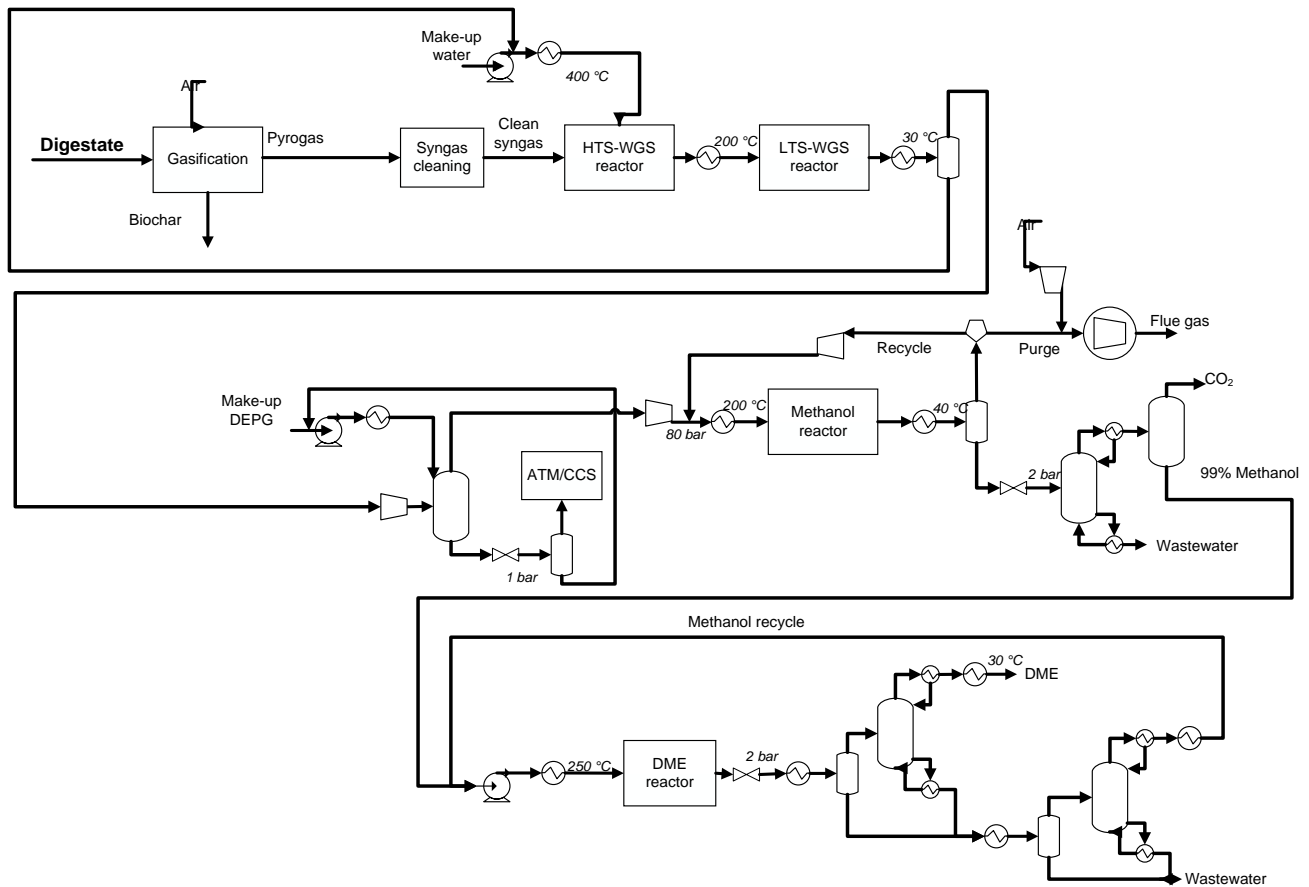 Make-up
water
400 °C
Air
Digestate
Gasification
Pyrogas
Syngas
cleaning
Clean
syngas
HTS-WGS
reactor
200 °C
LTS-WGS
reactor
30 °C
Biochar
Air
Flue gas
Recycle
Purge
Make-up
DEPG
80 bar
200 °C
Methanol
reactor
40 °C
CO₂
ATM/CCS
2 bar
99% Methanol
1 bar
Wastewater
Methanol recycle
30 °C
DME
250 °C
DME
reactor
2 bar
Wastewater